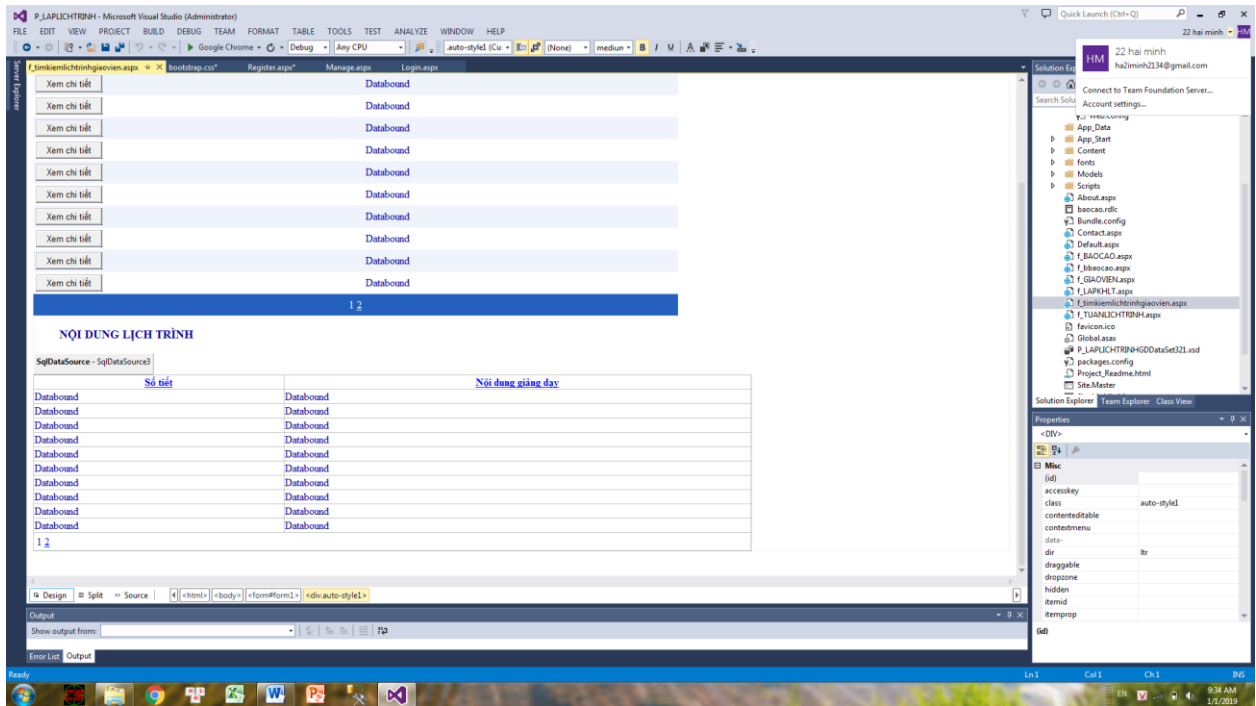 P_LAPLICHTRINH - Microsoft Visual Studio (Administrator)
Quick Launch (Ctrl+Q)
FILE EDIT VIEW PROJECT BUILD DEBUG TEAM FORMAT TABLE TOOLS TEST ANALYZE WINDOW HELP
22 hai minh HM
Google Chrome Debug Any CPU .auto-style1 (Cu (None) medium B I U A
HM 22 hai minh
ha2iminh2134@gmail.com
Connect to Team Foundation Server...
Account settings...
Server Explorer
f_timkiemlichtrinhgiaovien.aspx bootstrap.css* Register.aspx* Manage.aspx Login.aspx
Xem chi tiết Databound
Xem chi tiết Databound
Xem chi tiết Databound
Xem chi tiết Databound
Xem chi tiết Databound
Xem chi tiết Databound
Xem chi tiết Databound
Xem chi tiết Databound
Xem chi tiết Databound
Xem chi tiết Databound
1 2
NỘI DUNG LỊCH TRÌNH
SqlDataSource - SqlDataSource3
Số tiết Nội dung giảng dạy
Databound Databound
Databound Databound
Databound Databound
Databound Databound
Databound Databound
Databound Databound
Databound Databound
Databound Databound
Databound Databound
Databound Databound
1 2
Design Split Source <html> <body> <form#form1> <div.auto-style1>
Output
Show output from:
Error List Output
Solution Ex
Search Solu
Web.config
App_Data
App_Start
Content
fonts
Models
Scripts
About.aspx
baocao.rdlc
Bundle.config
Contact.aspx
Default.aspx
f_BAOCAO.aspx
f_bbaocao.aspx
f_GIAOVIEN.aspx
f_LAPKHLT.aspx
f_timkiemlichtrinhgiaovien.aspx
f_TUANLICHTRINH.aspx
favicon.ico
Global.asax
P_LAPLICHTRINHGDDataSet321.xsd
packages.config
Project_Readme.html
Site.Master
Solution Explorer Team Explorer Class View
Properties
<DIV>
Misc
(id)
accesskey
class auto-style1
contenteditable
contextmenu
data-
dir ltr
draggable
dropzone
hidden
itemid
itemprop
(id)
Ready Ln 1 Col 1 Ch 1 INS
EN V 9:34 AM
1/1/2019